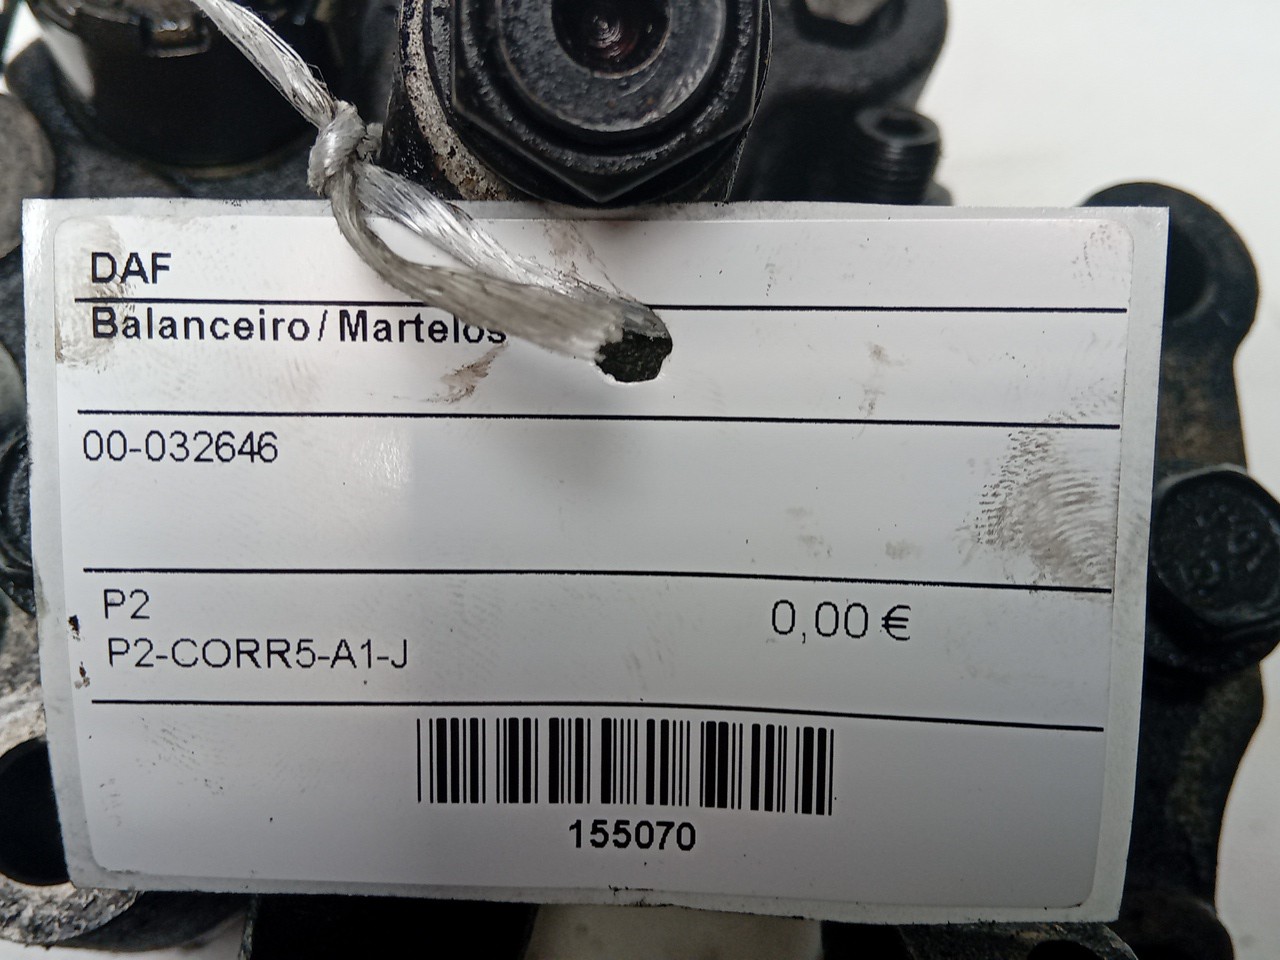 DAF
Balanceiro / Martelos
00-032646
P2
0,00 €
P2-CORR5-A1-J
155070